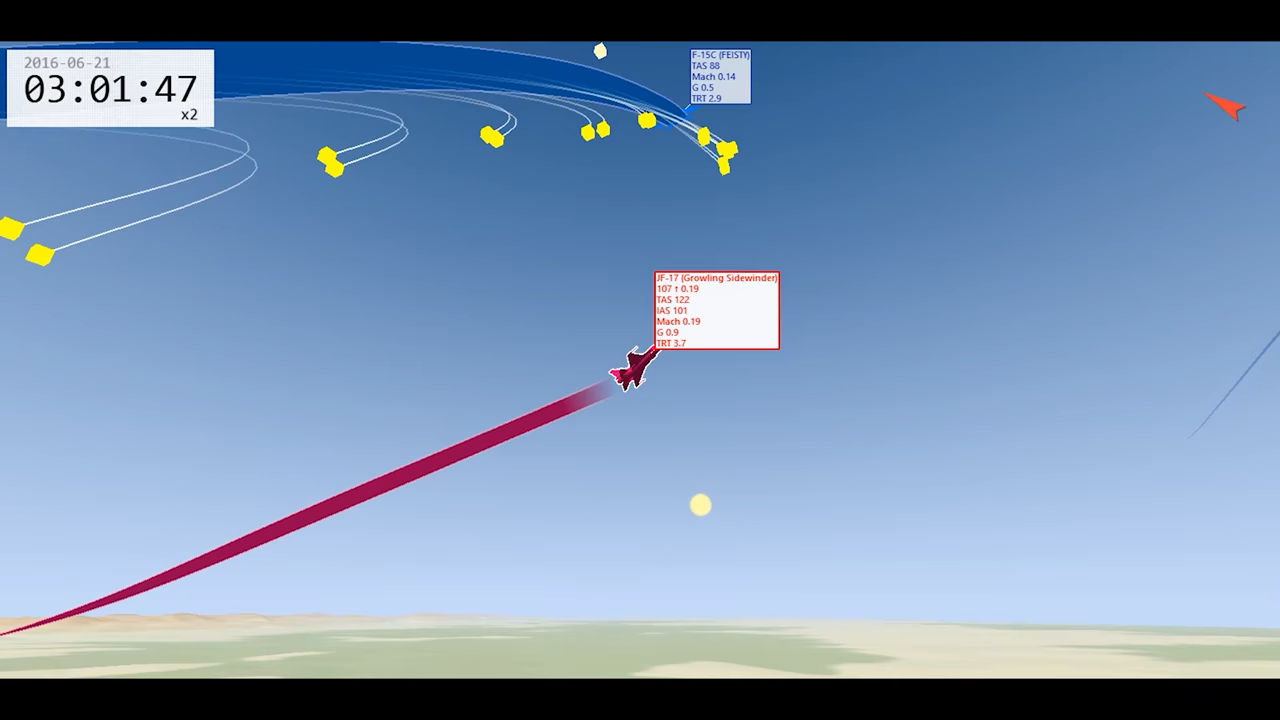 2016-06-21
03:01:47
x2
F-15C (FEISTY)
TAS 88
Mach 0.14
G 0.5
TRT 2.9
JF-17 (Growling Sidewinder)
107 ↑ 0.19
TAS 122
IAS 101
Mach 0.19
G 0.9
TRT 3.7